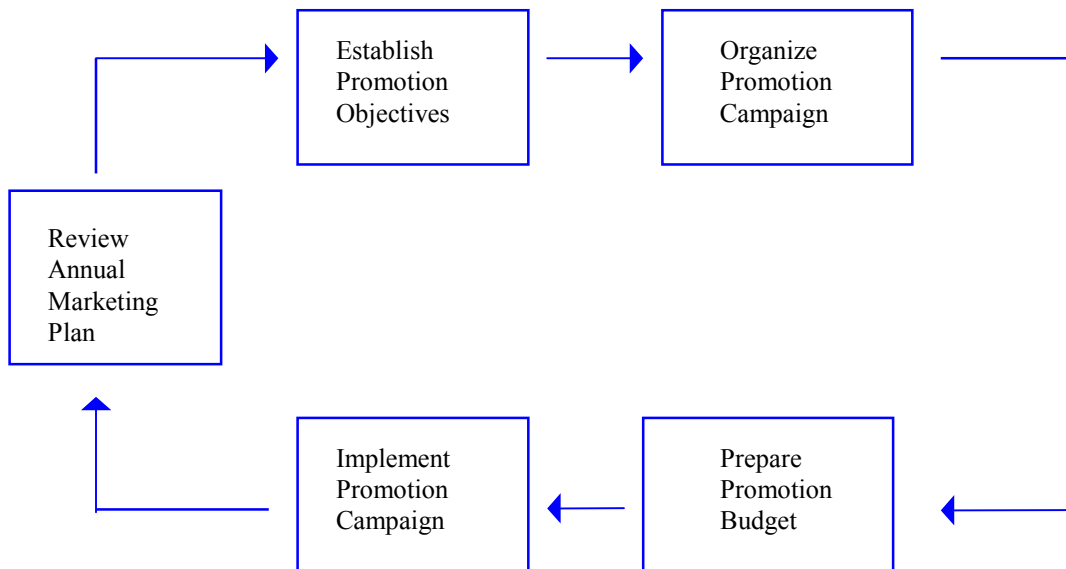 Establish
Promotion
Objectives
Organize
Promotion
Campaign
Review
Annual
Marketing
Plan
Implement
Promotion
Campaign
Prepare
Promotion
Budget